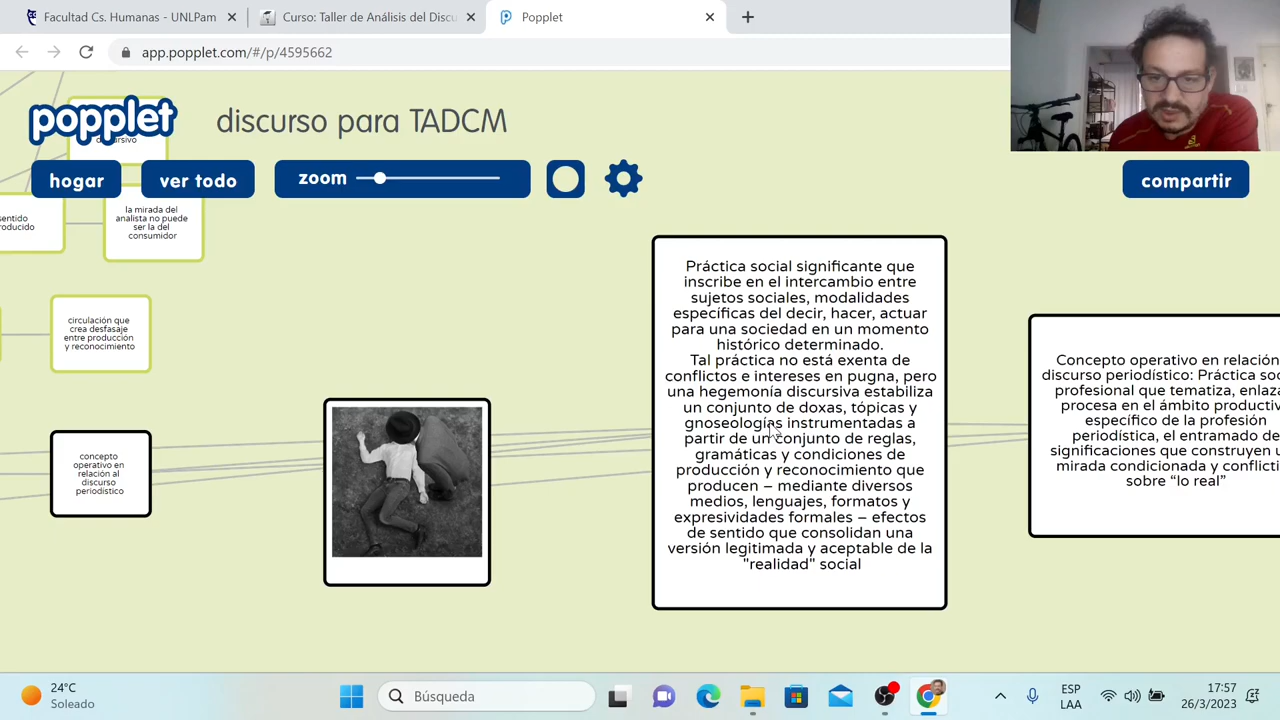 Facultad Cs. Humanas - UNLPam
Curso: Taller de Análisis del Discu
Popplet
app.popplet.com/#/p/4595662
popplet
discurso para TADCM
hogar
ver todo
zoom
compartir
la mirada del
analista no puede
ser la del
consumidor
circulación que
crea desfasaje
entre producción
y reconocimiento
concepto
operativo en
relación al
discurso
periodístico
Práctica social significante que
inscribe en el intercambio entre
sujetos sociales, modalidades
específicas del decir, hacer, actuar
para una sociedad en un momento
histórico determinado.
Tal práctica no está exenta de
conflictos e intereses en pugna, pero
una hegemonía discursiva estabiliza
un conjunto de doxas, tópicas y
gnoseologías instrumentadas a
partir de un conjunto de reglas,
gramáticas y condiciones de
producción y reconocimiento que
producen – mediante diversos
medios, lenguajes, formatos y
expresividades formales – efectos
de sentido que consolidan una
versión legitimada y aceptable de la
"realidad" social
Concepto operativo en relación
discurso periodístico: Práctica soc
profesional que tematiza, enlaza
procesa en el ámbito productiv
específico de la profesión
periodística, el entramado de
significaciones que construyen u
mirada condicionada y conflicti
sobre “lo real”
24°C
Soleado
Búsqueda
ESP
LAA
17:57
26/3/2023